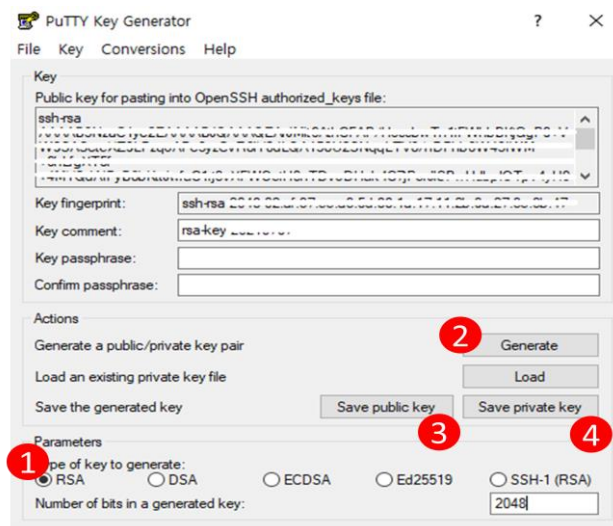 PuTTY Key Generator ? ×
File Key Conversions Help
Key
Public key for pasting into OpenSSH authorized_keys file:
ssh-rsa
Key fingerprint: ssh-rsa
Key comment: rsa-key
Key passphrase:
Confirm passphrase:
Actions
2
Generate a public/private key pair Generate
Load an existing private key file Load
Save the generated key Save public key Save private key
3 4
Parameters
1
Type of key to generate:
RSA DSA ECDSA Ed25519 SSH-1 (RSA)
Number of bits in a generated key: 2048